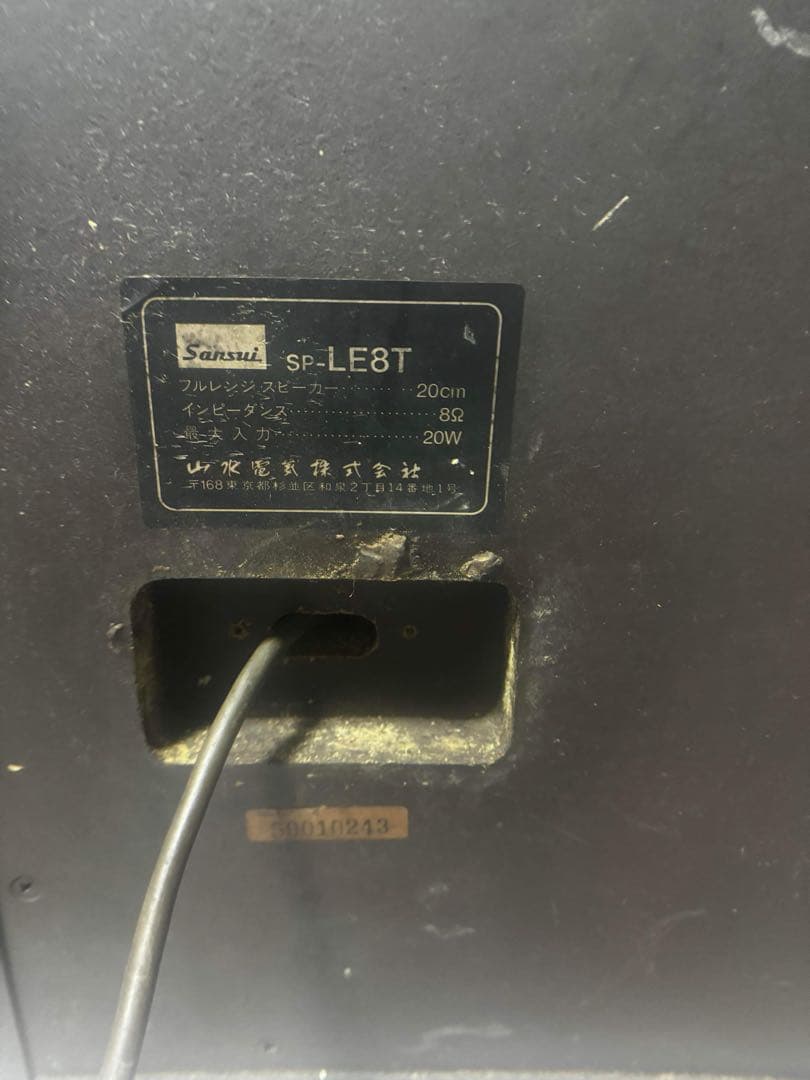 Sansui SP-LE8T
フルレンジ スピーカー・・・・・・・・・・20cm
インピーダンス・・・・・・・・・・・・・・・・8Ω
最大入力・・・・・・・・・・・・・・・・・・20W
山水電気株式会社
〒168 東京都杉並区和泉2丁目14番地1号
50010243